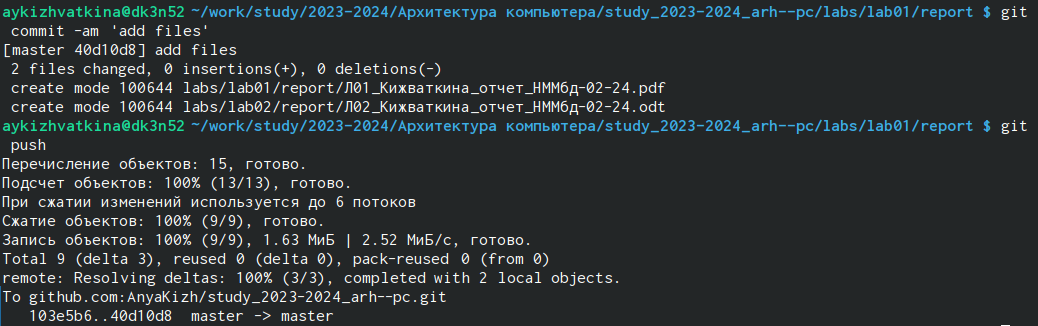 aykizhvatkina@dk3n52 ~/work/study/2023-2024/Архитектура компьютера/study_2023-2024_arh--pc/labs/lab01/report $ git
commit -am 'add files'
[master 40d10d8] add files
2 files changed, 0 insertions(+), 0 deletions(-)
create mode 100644 labs/lab01/report/Л01_Кижваткина_отчет_НММбд-02-24.pdf
create mode 100644 labs/lab02/report/Л02_Кижваткина_отчет_НММбд-02-24.odt
aykizhvatkina@dk3n52 ~/work/study/2023-2024/Архитектура компьютера/study_2023-2024_arh--pc/labs/lab01/report $ git
push
Перечисление объектов: 15, готово.
Подсчет объектов: 100% (13/13), готово.
При сжатии изменений используется до 6 потоков
Сжатие объектов: 100% (9/9), готово.
Запись объектов: 100% (9/9), 1.63 МиБ | 2.52 МиБ/с, готово.
Total 9 (delta 3), reused 0 (delta 0), pack-reused 0 (from 0)
remote: Resolving deltas: 100% (3/3), completed with 2 local objects.
To github.com:AnyaKizh/study_2023-2024_arh--pc.git
103e5b6..40d10d8  master -> master